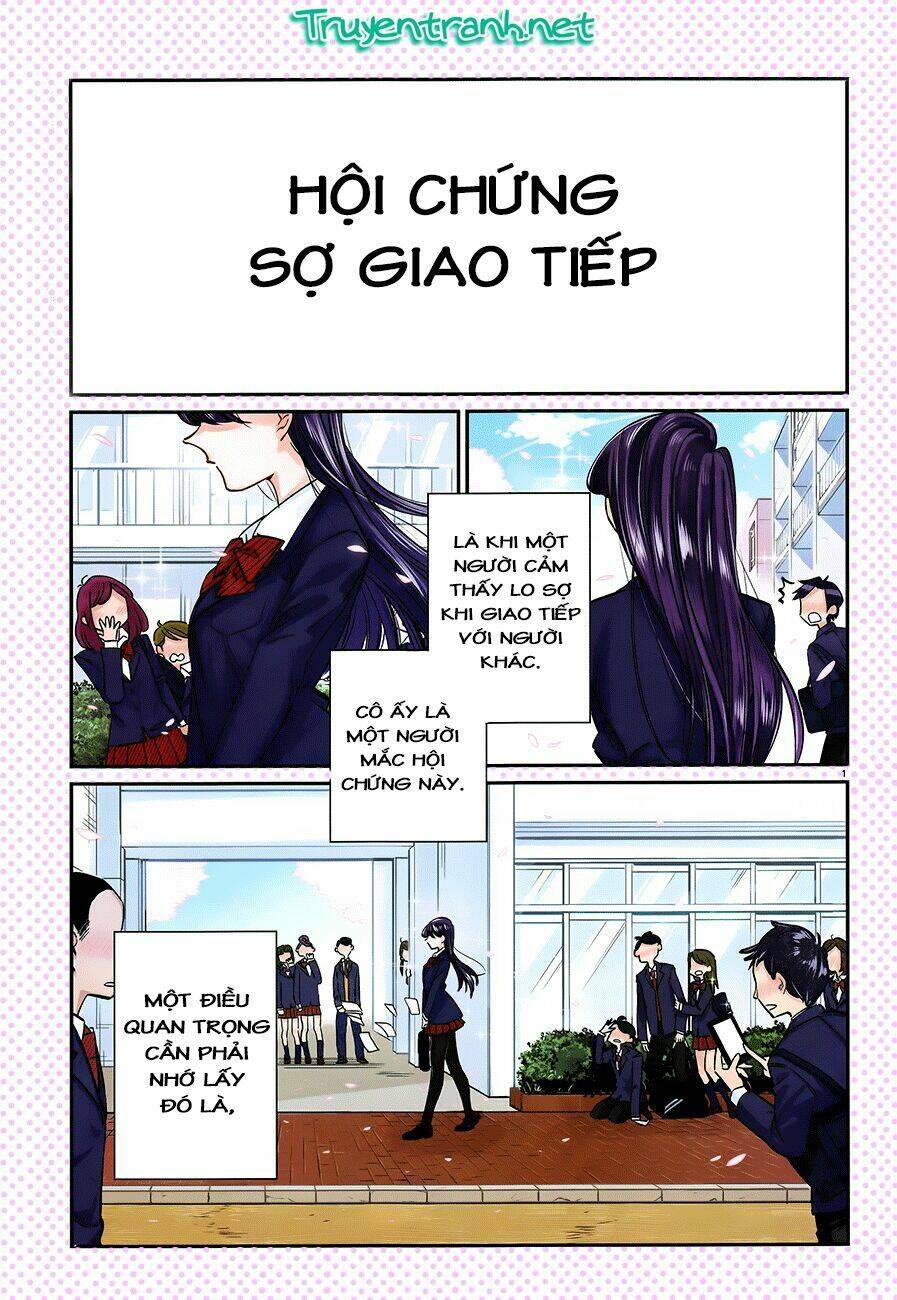 Truyentranh.net
HỘI CHỨNG
SỢ GIAO TIẾP
LÀ KHI MỘT
NGƯỜI CẢM
THẤY LO SỢ
KHI GIAO TIẾP
VỚI NGƯỜI
KHÁC.
CÔ ẤY LÀ
MỘT NGƯỜI
MẮC HỘI
CHỨNG NÀY.
1
MỘT ĐIỀU
QUAN TRỌNG
CẦN PHẢI
NHỚ LẤY
ĐÓ LÀ,